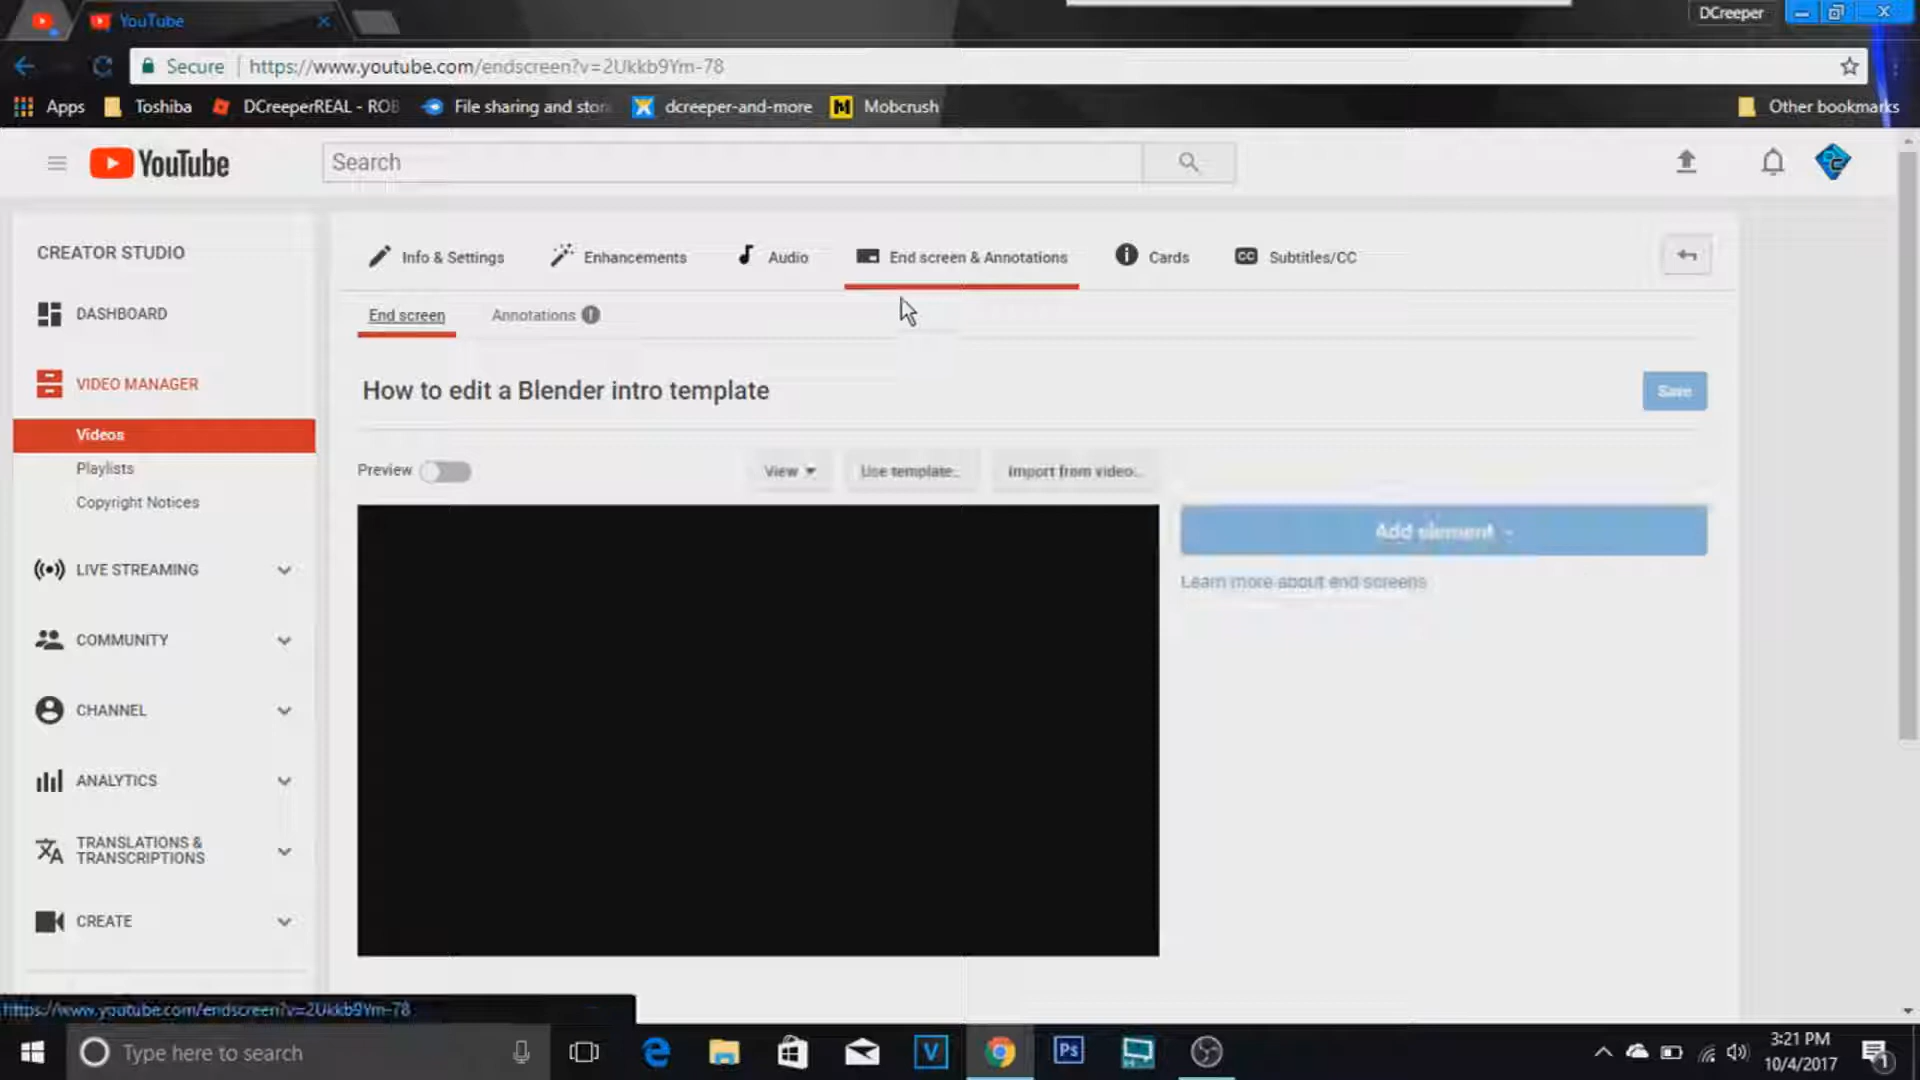 YouTube
DCreeper
Secure
https://www.youtube.com/endscreen?v=2Ukkb9Ym-78
Apps
Toshiba
DCreeperREAL - ROB
File sharing and stor
dcreeper-and-more
Mobcrush
Other bookmarks
YouTube
Search
CREATOR STUDIO
DASHBOARD
VIDEO MANAGER
Videos
Playlists
Copyright Notices
LIVE STREAMING
COMMUNITY
CHANNEL
ANALYTICS
TRANSLATIONS &
TRANSCRIPTIONS
CREATE
Info & Settings
Enhancements
Audio
End screen & Annotations
Cards
CC
Subtitles/CC
End screen
Annotations
How to edit a Blender intro template
Save
Preview
View
Use template..
Import from video...
Add element
Learn more about end screens
https://www.youtube.com/endscreen?v=2Ukkb9Ym-78
Type here to search
V
Ps
3:21 PM
10/4/2017
1